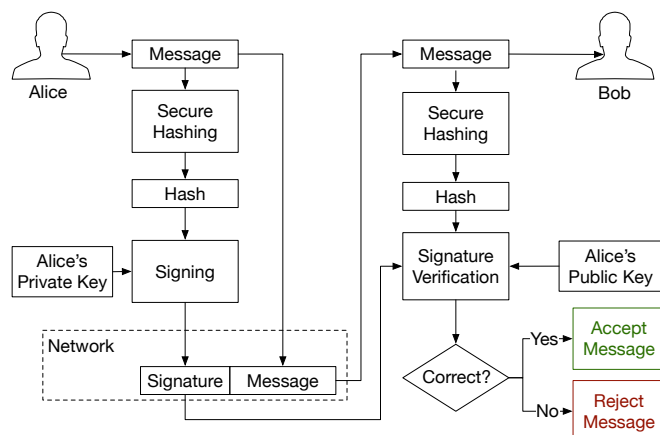 Alice
Message
Secure
Hashing
Hash
Alice's
Private Key
Signing
Network
Signature
Message
Message
Bob
Secure
Hashing
Hash
Signature
Verification
Alice's
Public Key
Correct?
Yes
Accept
Message
No
Reject
Message